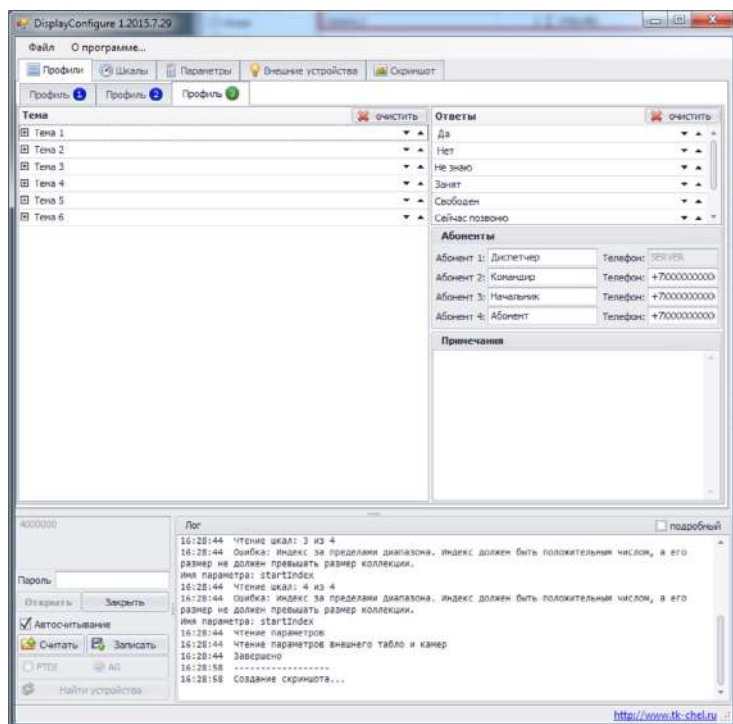 DisplayConfigure 1.2015.7.29
Файл О программе...
Профили Шкалы Параметры Внешние устройства Скриншот
Профиль 1 Профиль 2 Профиль 3
Тема очистить Ответы очистить
Тема 1 Да
Тема 2 Нет
Тема 3 Не знаю
Тема 4 Занят
Тема 5 Свободен
Тема 6 Сейчас позвоню
Абоненты
Абонент 1: Диспетчер Телефон: SERVER
Абонент 2: Командир Телефон: +7000000000
Абонент 3: Начальник Телефон: +7000000000
Абонент 4: Абонент Телефон: +7000000000
Примечания
4000000
Лог подробный
16:28:44 Чтение шкал: 3 из 4
16:28:44 Ошибка: Индекс за пределами диапазона. Индекс должен быть положительным числом, а его
размер не должен превышать размер коллекции.
Имя параметра: startIndex
16:28:44 Чтение шкал: 4 из 4
16:28:44 Ошибка: Индекс за пределами диапазона. Индекс должен быть положительным числом, а его
размер не должен превышать размер коллекции.
Имя параметра: startIndex
16:28:44 Чтение параметров
16:28:44 Чтение параметров внешнего табло и камер
16:28:44 Завершено
16:28:58 ------------------
16:28:58 Создание скриншота...
Пароль
Открыть Закрыть
Автосчитывание
Считать Записать
FTDI AG
Найти устройства
http://www.tk-chel.ru